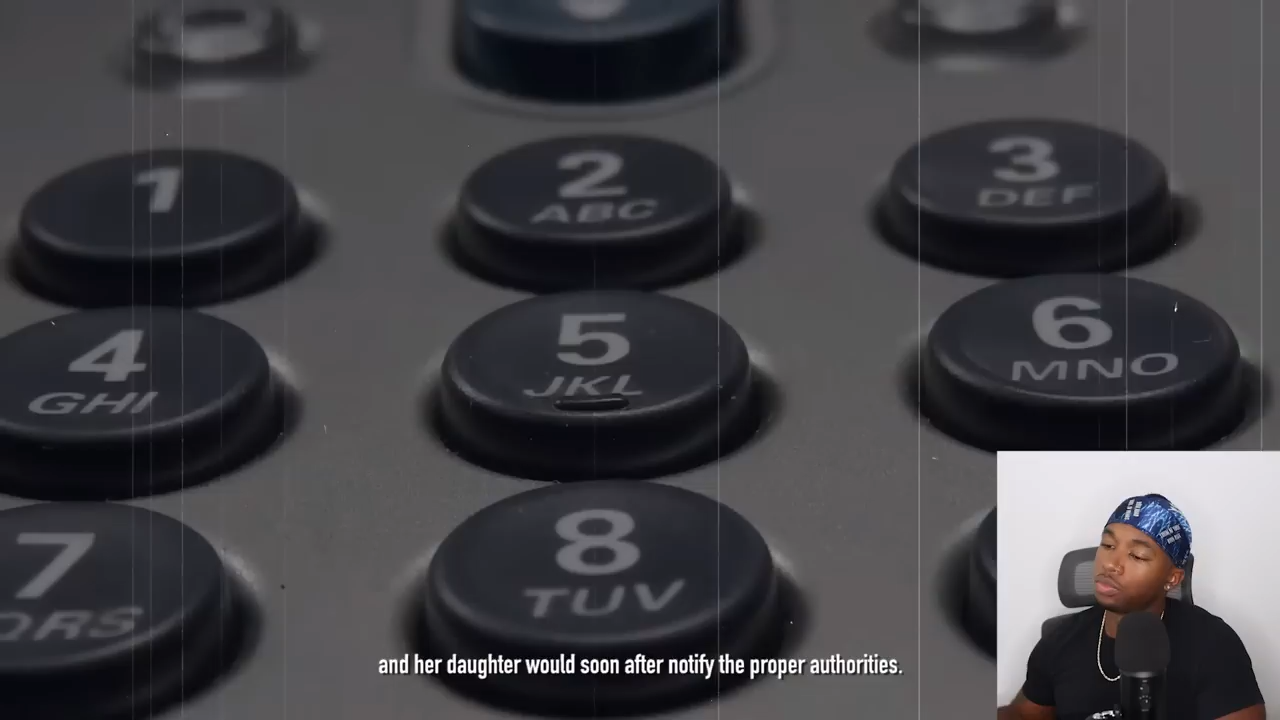 1
2
ABC
3
DEF
4
GHI
5
JKL
6
MNO
7
QRS
8
TUV
and her daughter would soon after notify the proper authorities.